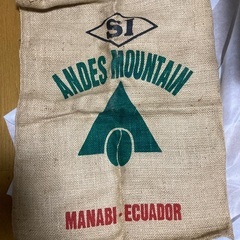 SI
ANDES MOUNTAIN
MANABI-ECUADOR